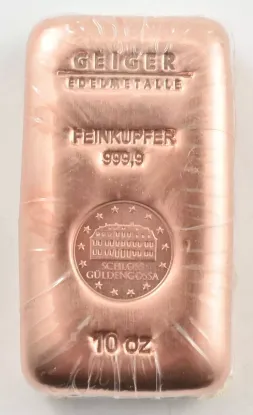 GEIGER
EDELMETALLE
FEINKUPFER
999,9
SCHLOSS
GÜLDENGOSSA
10 oz